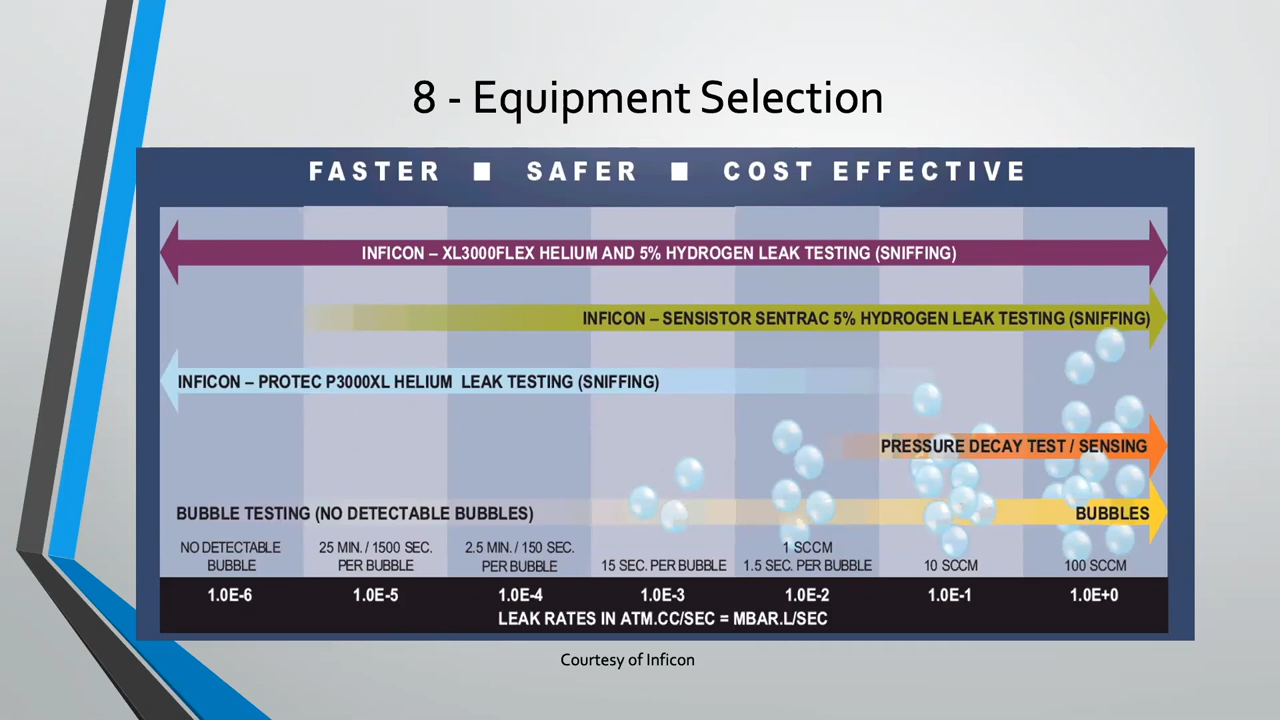 8 - Equipment Selection
FASTER ■ SAFER ■ COST EFFECTIVE
INFICON – XL3000FLEX HELIUM AND 5% HYDROGEN LEAK TESTING (SNIFFING)
INFICON – SENSISTOR SENTRAC 5% HYDROGEN LEAK TESTING (SNIFFING)
INFICON – PROTEC P3000XL HELIUM LEAK TESTING (SNIFFING)
PRESSURE DECAY TEST / SENSING
BUBBLE TESTING (NO DETECTABLE BUBBLES)
BUBBLES
NO DETECTABLE
BUBBLE
25 MIN. / 1500 SEC.
PER BUBBLE
2.5 MIN. / 150 SEC.
PER BUBBLE
15 SEC. PER BUBBLE
1 SCCM
1.5 SEC. PER BUBBLE
10 SCCM
100 SCCM
1.0E-6 1.0E-5 1.0E-4 1.0E-3 1.0E-2 1.0E-1 1.0E+0
LEAK RATES IN ATM.CC/SEC = MBAR.L/SEC
Courtesy of Inficon